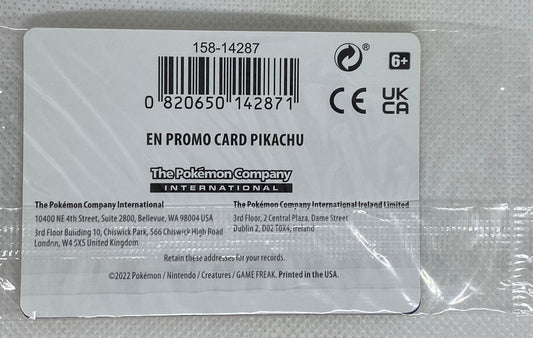 158-14287
6+
0 820650 142871
CE UK
CA
EN PROMO CARD PIKACHU
The Pokémon Company
INTERNATIONAL
The Pokémon Company International
10400 NE 4th Street, Suite 2800, Bellevue, WA 98004 USA
3rd Floor Building 10, Chiswick Park, 566 Chiswick High Road
London, W4 5XS United Kingdom
The Pokémon Company International Ireland Limited
3rd Floor, 2 Central Plaza, Dame Street
Dublin 2, D02 T0X4, Ireland
Retain these addresses for your records.
©2022 Pokémon / Nintendo / Creatures / GAME FREAK. Printed in the USA.